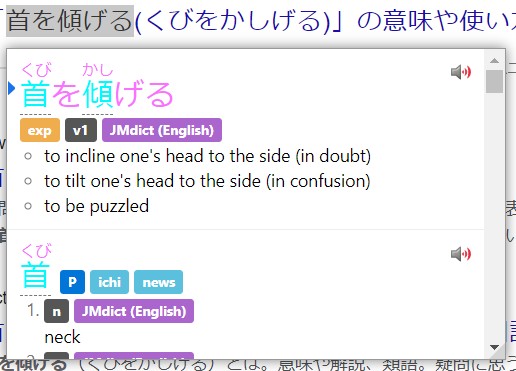 首を傾げる(くびをかしげる)」の意味や使い方
くび かし
首を傾げる
exp v1 JMdict (English)
to incline one's head to the side (in doubt)
to tilt one's head to the side (in confusion)
to be puzzled
くび
首 P ichi news
1. n JMdict (English)
neck
を傾げる（くびをかしげる）とは。意味や解説、類語。疑問に思う